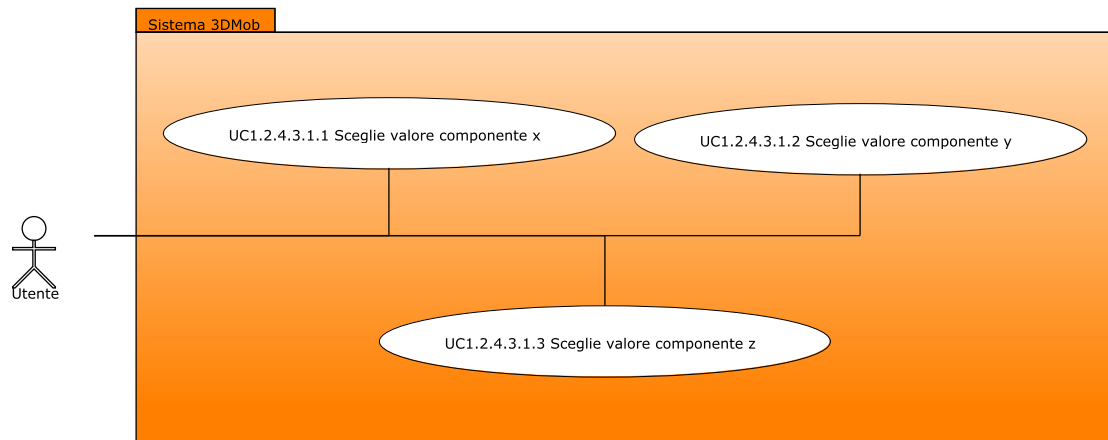 Sistema 3DMob
UC1.2.4.3.1.1 Sceglie valore componente x
UC1.2.4.3.1.2 Sceglie valore componente y
Utente
UC1.2.4.3.1.3 Sceglie valore componente z